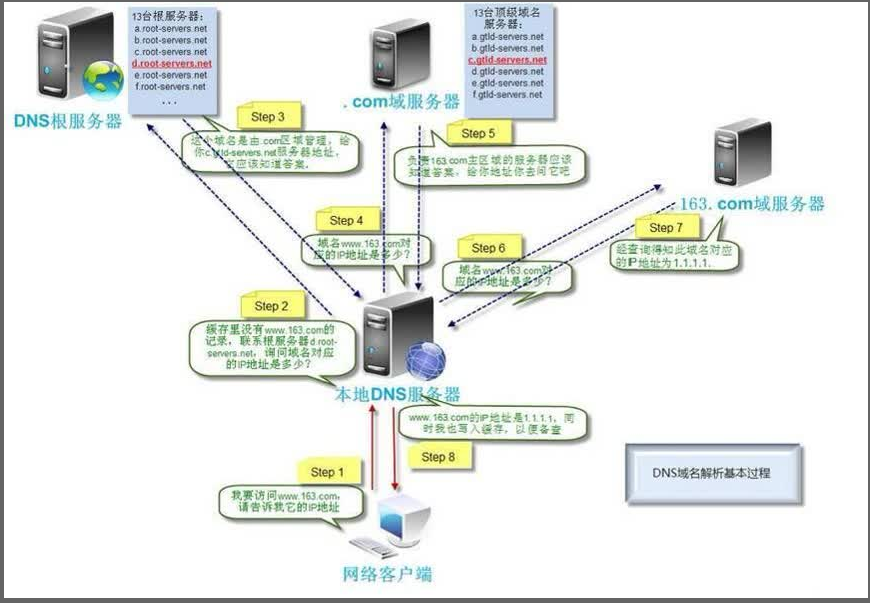 13台根服务器：
a.root-servers.net
b.root-servers.net
c.root-servers.net
d.root-servers.net
e.root-servers.net
f.root-servers.net
...
DNS根服务器
13台顶级域名
服务器：
a.gtld-servers.net
b.gtld-servers.net
c.gtld-servers.net
d.gtld-servers.net
e.gtld-servers.net
f.gtld-servers.net
.com域服务器
Step 3
这个域名是由.com区域管理，给
你c.gtld-servers.net服务器地址，
它应该知道答案.
Step 5
负责163.com主区域的服务器应该
知道答案，给你地址你去问它吧
163.com域服务器
Step 4
域名www.163.com对
应的IP地址是多少？
Step 6
域名www.163.com对
应的IP地址是多少？
Step 7
经查询得知此域名对应
的IP地址为1.1.1.1.
Step 2
缓存里没有www.163.com的
记录，联系根服务器d.root-
servers.net，询问域名对应
的IP地址是多少？
本地DNS服务器
www.163.com的IP地址是1.1.1.1，同
时我也写入缓存，以便备查
Step 8
Step 1
我要访问www.163.com，
请告诉我它的IP地址
网络客户端
DNS域名解析基本过程